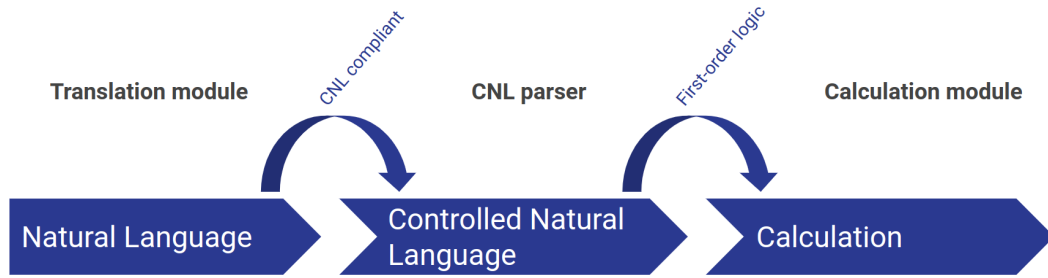 CNL compliant
First-order logic
Translation module
CNL parser
Calculation module
Natural Language
Controlled Natural
Language
Calculation